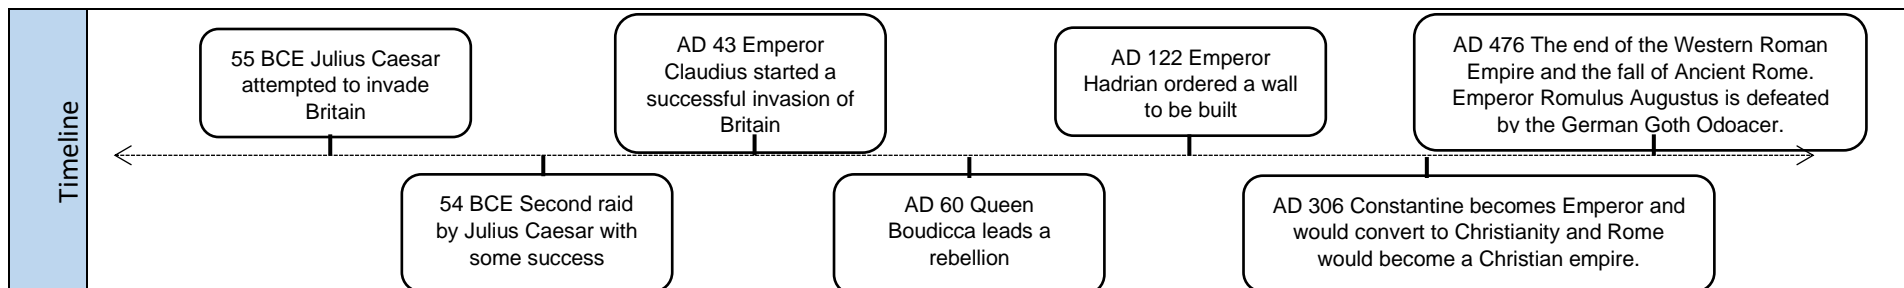 Timeline
55 BCE Julius Caesar
attempted to invade
Britain
54 BCE Second raid
by Julius Caesar with
some success
AD 43 Emperor
Claudius started a
successful invasion of
Britain
AD 60 Queen
Boudicca leads a
rebellion
AD 122 Emperor
Hadrian ordered a wall
to be built
AD 306 Constantine becomes Emperor and
would convert to Christianity and Rome
would become a Christian empire.
AD 476 The end of the Western Roman
Empire and the fall of Ancient Rome.
Emperor Romulus Augustus is defeated
by the German Goth Odoacer.